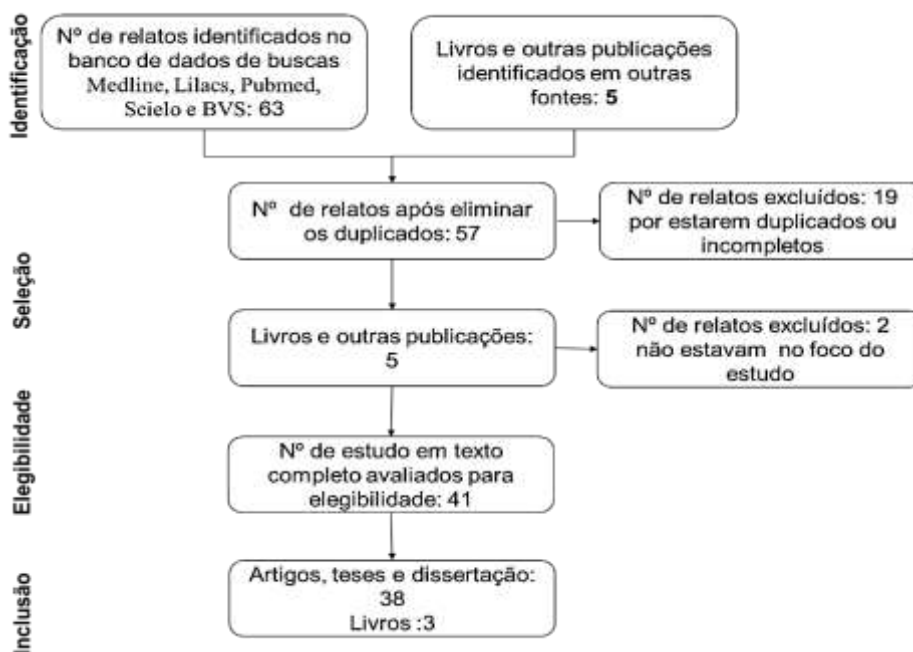 Identificação
Nº de relatos identificados no
banco de dados de buscas
Medline, Lilacs, Pubmed,
Scielo e BVS: 63
Livros e outras publicações
identificados em outras
fontes: 5
Seleção
Nº de relatos após eliminar
os duplicados: 57
Nº de relatos excluídos: 19
por estarem duplicados ou
incompletos
Livros e outras publicações:
5
Nº de relatos excluídos: 2
não estavam no foco do
estudo
Elegibilidade
Nº de estudo em texto
completo avaliados para
elegibilidade: 41
Inclusão
Artigos, teses e dissertação:
38
Livros :3